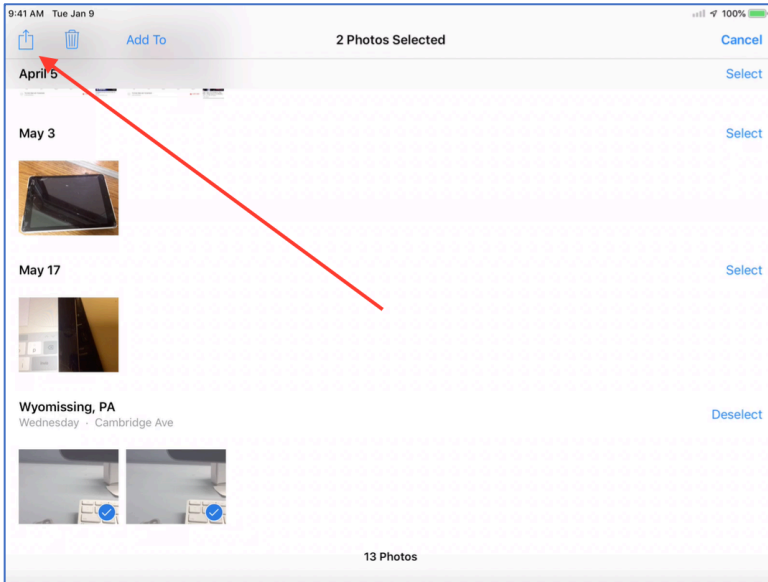 9:41 AM Tue Jan 9
100%
Add To
2 Photos Selected
Cancel
April 5
Select
May 3
Select
May 17
Select
Wyomissing, PA
Deselect
Wednesday · Cambridge Ave
13 Photos